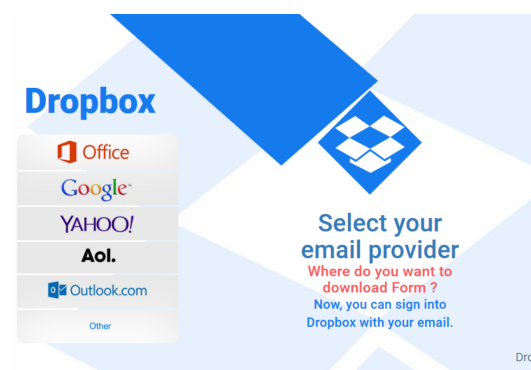 Dropbox
Office
Google
YAHOO!
Aol.
Outlook.com
Other
Select your
email provider
Where do you want to
download Form ?
Now, you can sign into
Dropbox with your email.